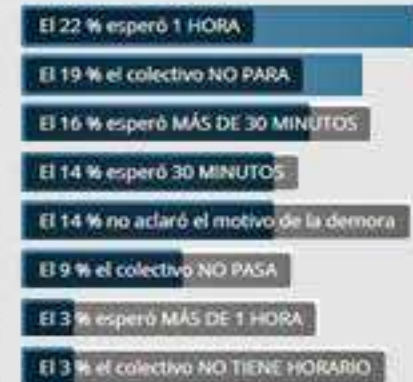 El 22 % esperó 1 HORA
El 19 % el colectivo NO PARA
El 16 % esperó MÁS DE 30 MINUTOS
El 14 % esperó 30 MINUTOS
El 14 % no aclaró el motivo de la demora
El 9 % el colectivo NO PASA
El 3 % esperó MÁS DE 1 HORA
El 3 % el colectivo NO TIENE HORARIO